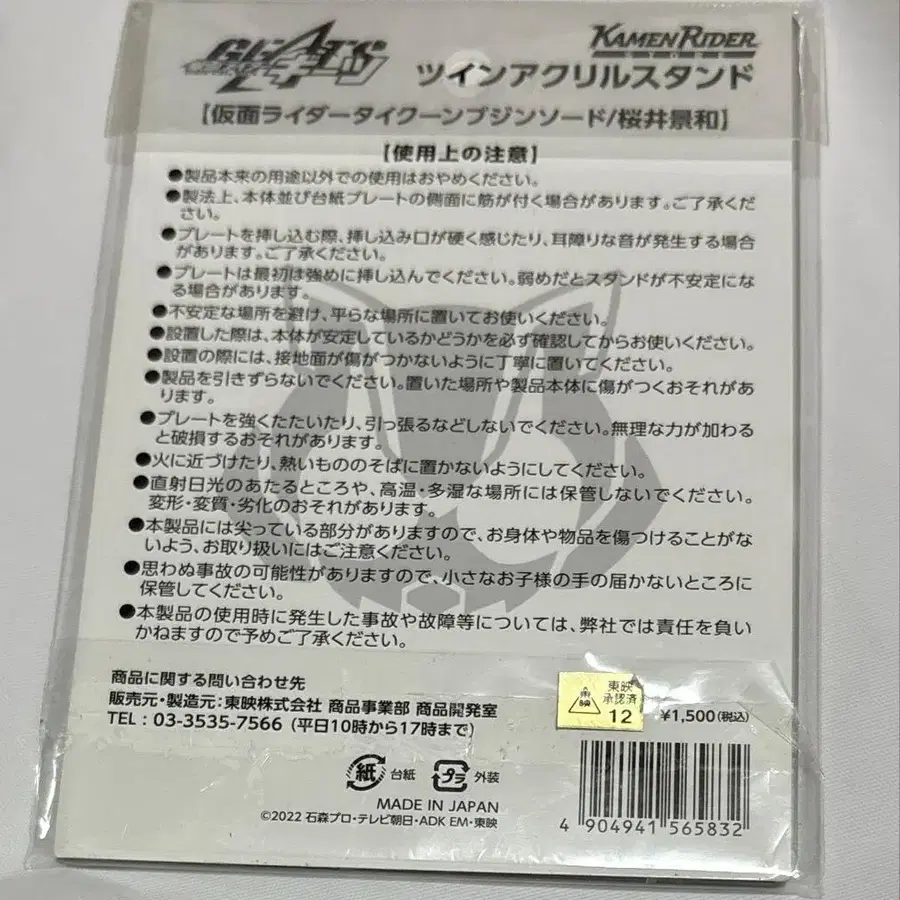 GEATS
KAMEN RIDER
ツインアクリルスタンド
【仮面ライダータイクーンブジンソード/桜井景和】
【使用上の注意】
●製品本来の用途以外での使用はおやめください。
●製法上、本体並び台紙プレートの側面に筋が付く場合があります。ご了承くだ
さい。
●プレートを挿し込む際、挿し込み口が硬く感じたり、耳障りな音が発生する場合
があります。ご了承ください。
●プレートは最初は強めに挿し込んでください。弱めだとスタンドが不安定にな
る場合があります。
●不安定な場所を避け、平らな場所に置いてお使いください。
●設置した際は、本体が安定しているかどうかを必ず確認してからお使いください。
●設置の際には、接地面が傷がつかないように丁寧に置いてください。
●製品を引きずらないでください。置いた場所や製品本体に傷がつくおそれがあ
ります。
●プレートを強くたたいたり、引っ張るなどしないでください。無理な力が加わる
と破損するおそれがあります。
●火に近づけたり、熱いもののそばに置かないようにしてください。
●直射日光のあたるところや、高温・多湿な場所には保管しないでください。
変形・変質・劣化のおそれがあります。
●本製品には尖っている部分がありますので、お身体や物品を傷つけることがな
いよう、お取り扱いにはご注意ください。
●思わぬ事故の可能性がありますので、小さなお子様の手の届かないところに
保管してください。
●本製品の使用時に発生した事故や故障等については、弊社では責任を負い
かねますので予めご了承ください。
商品に関する問い合わせ先
販売元・製造元：東映株式会社 商品事業部 商品開発室
TEL：03-3535-7566（平日10時から17時まで）
東映
東映
承認済
12
¥1,500(税込)
紙 台紙 プラ 外装
MADE IN JAPAN
©2022 石森プロ・テレビ朝日・ADK EM・東映
4 904941 565832